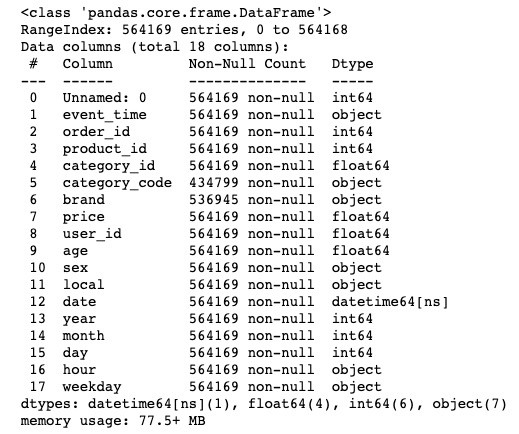 <class 'pandas.core.frame.DataFrame'>
RangeIndex: 564169 entries, 0 to 564168
Data columns (total 18 columns):
 #   Column         Non-Null Count   Dtype
---  ------         --------------   -----
 0   Unnamed: 0     564169 non-null  int64
 1   event_time     564169 non-null  object
 2   order_id       564169 non-null  int64
 3   product_id     564169 non-null  int64
 4   category_id    564169 non-null  float64
 5   category_code  434799 non-null  object
 6   brand          536945 non-null  object
 7   price          564169 non-null  float64
 8   user_id        564169 non-null  float64
 9   age            564169 non-null  float64
 10  sex            564169 non-null  object
 11  local          564169 non-null  object
 12  date           564169 non-null  datetime64[ns]
 13  year           564169 non-null  int64
 14  month          564169 non-null  int64
 15  day            564169 non-null  int64
 16  hour           564169 non-null  object
 17  weekday        564169 non-null  object
dtypes: datetime64[ns](1), float64(4), int64(6), object(7)
memory usage: 77.5+ MB